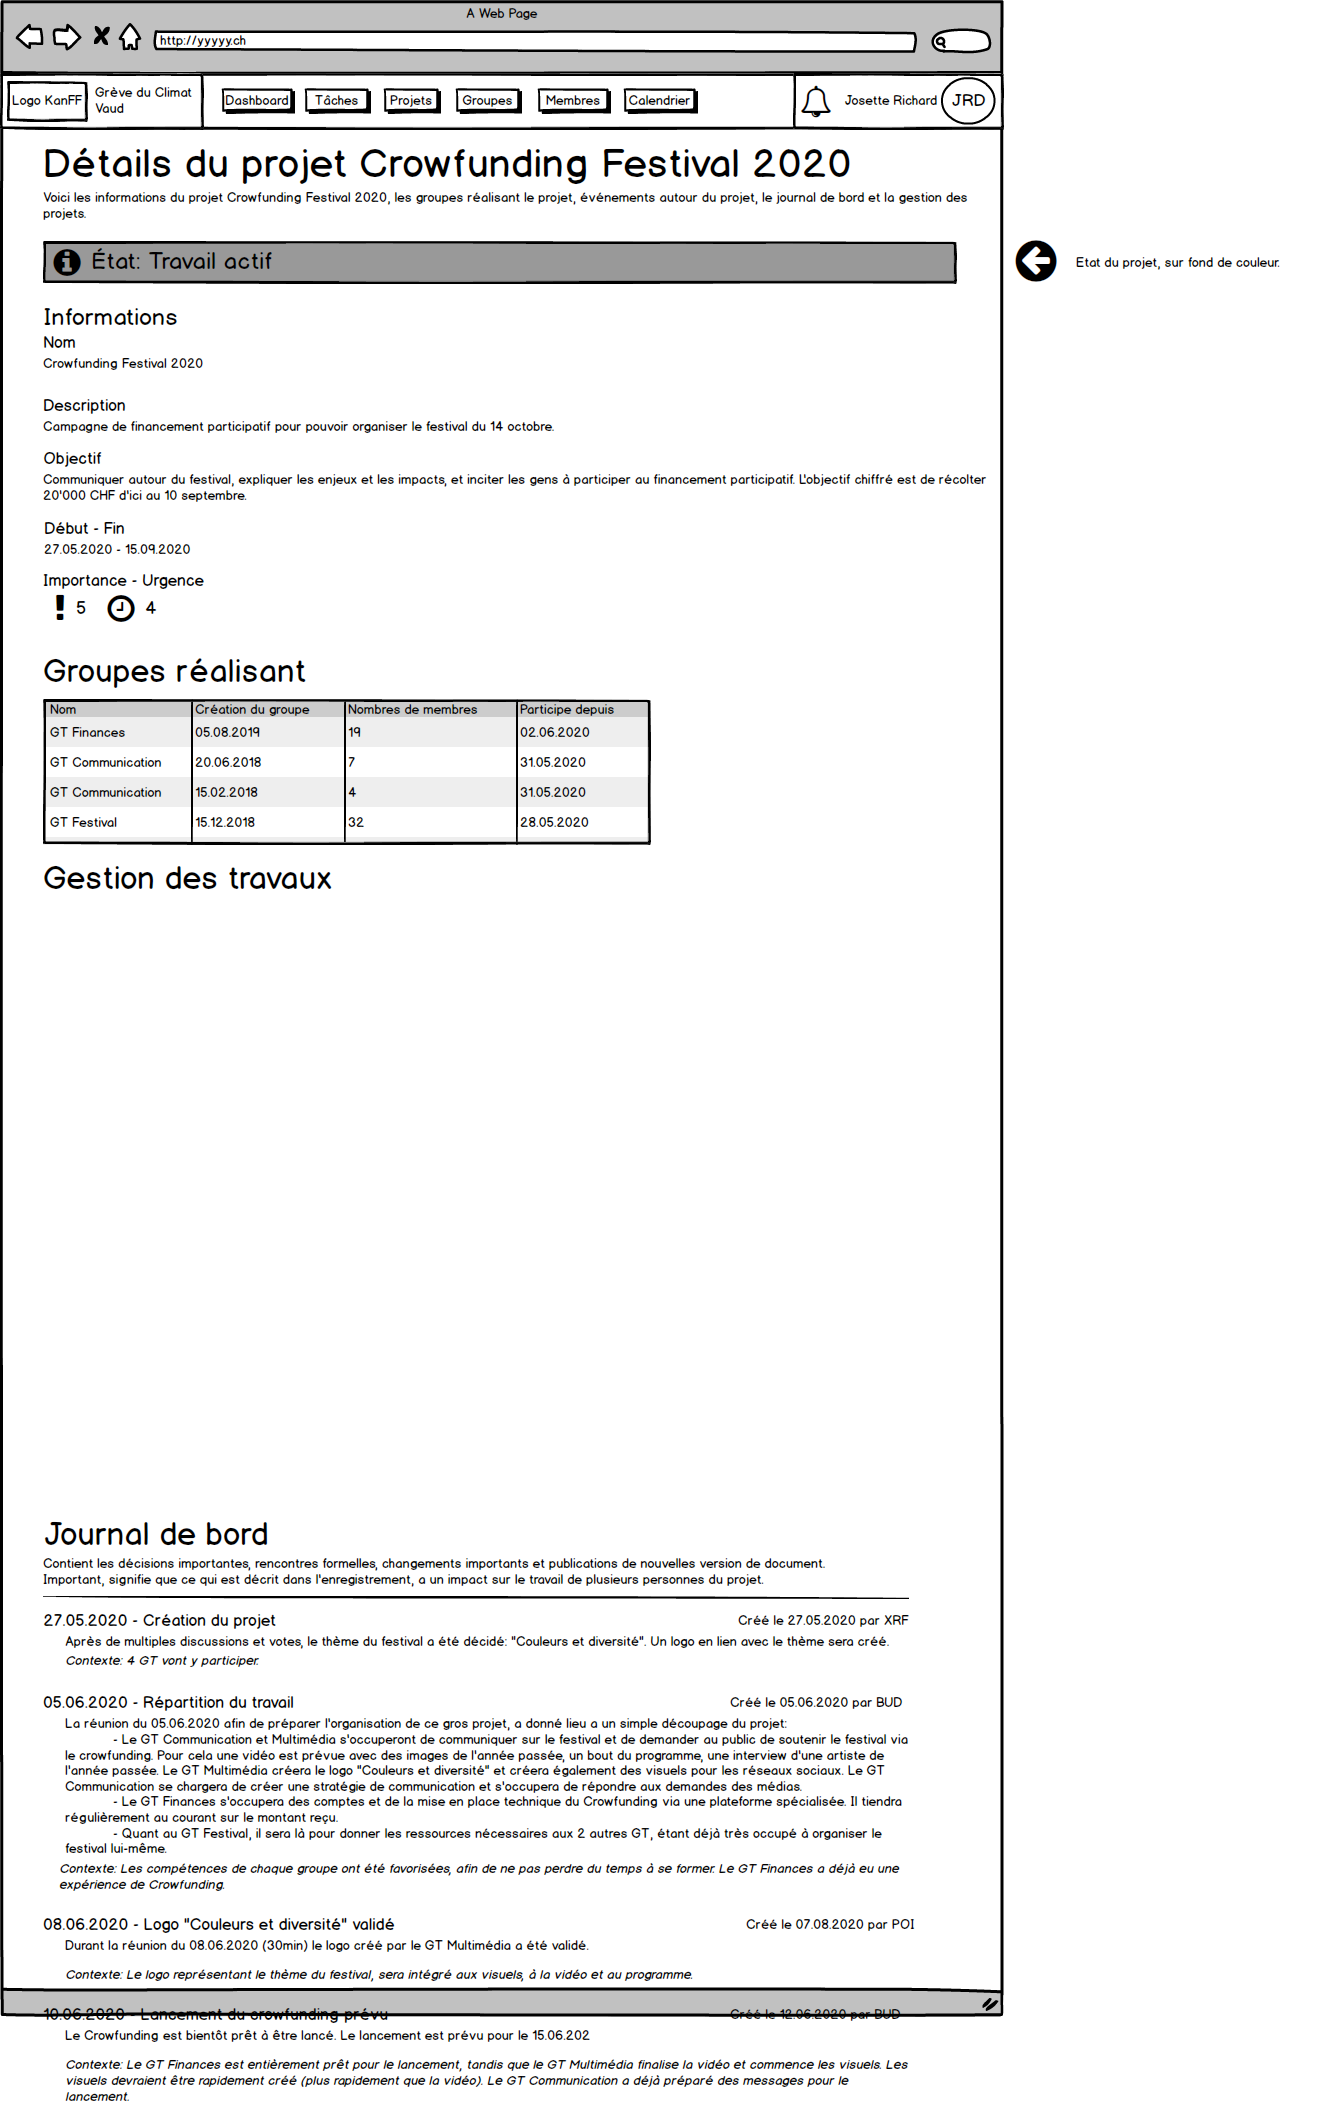 A Web Page
http://yyyyy.ch
Logo KanFF
Grève du Climat
Vaud
Dashboard
Tâches
Projets
Groupes
Membres
Calendrier
Josette Richard
JRD
Détails du projet Crowfunding Festival 2020
Voici les informations du projet Crowfunding Festival 2020, les groupes réalisant le projet, événements autour du projet, le journal de bord et la gestion des
projets.
État: Travail actif
Etat du projet, sur fond de couleur.
Informations
Nom
Crowfunding Festival 2020
Description
Campagne de financement participatif pour pouvoir organiser le festival du 14 octobre.
Objectif
Communiquer autour du festival, expliquer les enjeux et les impacts, et inciter les gens à participer au financement participatif. L'objectif chiffré est de récolter
20'000 CHF d'ici au 10 septembre.
Début - Fin
27.05.2020 - 15.09.2020
Importance - Urgence
5 4
Groupes réalisant
Nom Création du groupe Nombres de membres Participe depuis
GT Finances 05.08.2019 19 02.06.2020
GT Communication 20.06.2018 7 31.05.2020
GT Communication 15.02.2018 4 31.05.2020
GT Festival 15.12.2018 32 28.05.2020
Gestion des travaux
Journal de bord
Contient les décisions importantes, rencontres formelles, changements importants et publications de nouvelles version de document.
Important, signifie que ce qui est décrit dans l'enregistrement, a un impact sur le travail de plusieurs personnes du projet.
27.05.2020 - Création du projet Créé le 27.05.2020 par XRF
Après de multiples discussions et votes, le thème du festival a été décidé: "Couleurs et diversité". Un logo en lien avec le thème sera créé.
Contexte: 4 GT vont y participer.
05.06.2020 - Répartition du travail Créé le 05.06.2020 par BUD
La réunion du 05.06.2020 afin de préparer l'organisation de ce gros projet, a donné lieu a un simple découpage du projet:
- Le GT Communication et Multimédia s'occuperont de communiquer sur le festival et de demander au public de soutenir le festival via
le crowfunding. Pour cela une vidéo est prévue avec des images de l'année passée, un bout du programme, une interview d'une artiste de
l'année passée. Le GT Multimédia créera le logo "Couleurs et diversité" et créera également des visuels pour les réseaux sociaux. Le GT
Communication se chargera de créer une stratégie de communication et s'occupera de répondre aux demandes des médias.
- Le GT Finances s'occupera des comptes et de la mise en place technique du Crowfunding via une plateforme spécialisée. Il tiendra
régulièrement au courant sur le montant reçu.
- Quant au GT Festival, il sera là pour donner les ressources nécessaires aux 2 autres GT, étant déjà très occupé à organiser le
festival lui-même.
Contexte: Les compétences de chaque groupe ont été favorisées, afin de ne pas perdre du temps à se former. Le GT Finances a déjà eu une
expérience de Crowfunding.
08.06.2020 - Logo "Couleurs et diversité" validé Créé le 07.08.2020 par POI
Durant la réunion du 08.06.2020 (30min) le logo créé par le GT Multimédia a été validé.
Contexte: Le logo représentant le thème du festival, sera intégré aux visuels, à la vidéo et au programme.
10.06.2020 - Lancement du crowfunding prévu Créé le 12.06.2020 par BUD
Le Crowfunding est bientôt prêt à être lancé. Le lancement est prévu pour le 15.06.202
Contexte: Le GT Finances est entièrement prêt pour le lancement, tandis que le GT Multimédia finalise la vidéo et commence les visuels. Les
visuels devraient être rapidement créé (plus rapidement que la vidéo). Le GT Communication a déjà préparé des messages pour le
lancement.